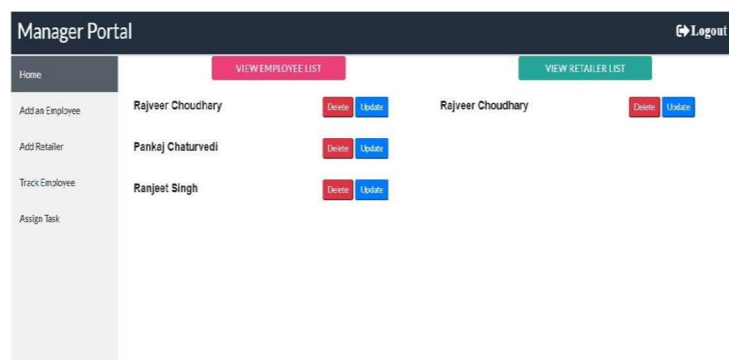 Manager Portal
Logout
Home
Add an Employee
Add Retailer
Track Employee
Assign Task
VIEW EMPLOYEE LIST
Rajveer Choudhary Delete Update
Pankaj Chaturvedi Delete Update
Ranjeet Singh Delete Update
VIEW RETAILER LIST
Rajveer Choudhary Delete Update